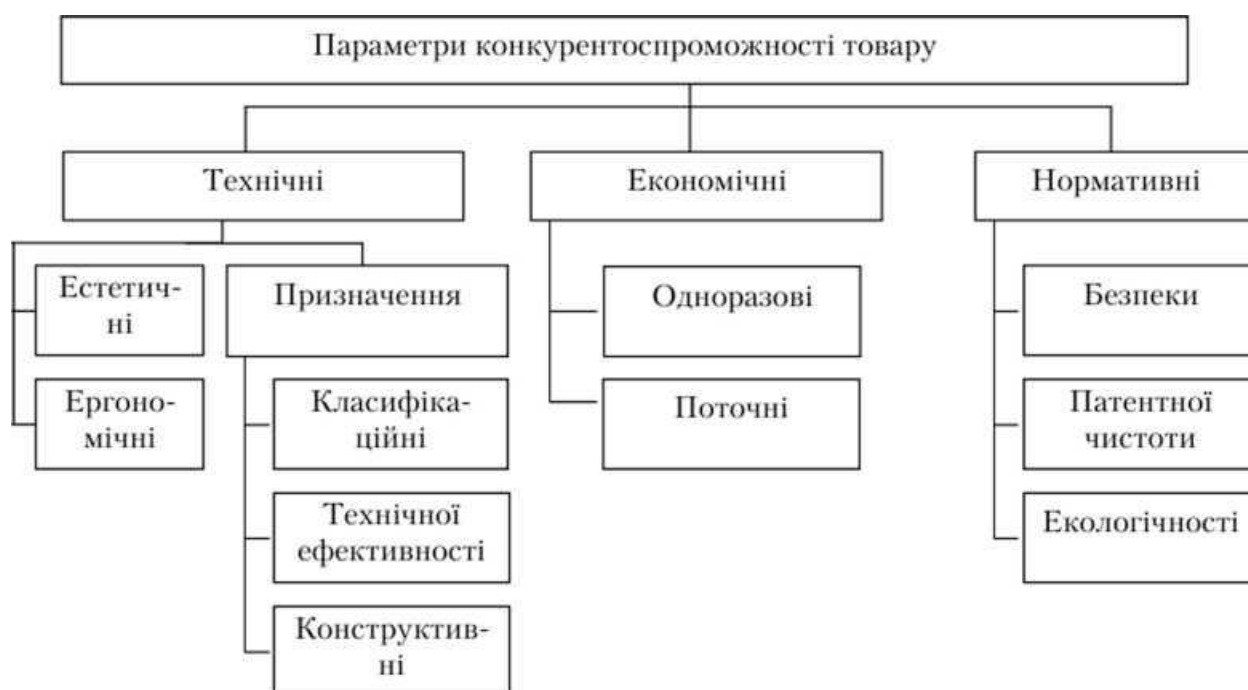 Параметри конкурентоспроможності товару
Технічні
Економічні
Нормативні
Естетич-
ні
Призначення
Одноразові
Безпеки
Ергоно-
мічні
Класифіка-
ційні
Поточні
Патентної
чистоти
Технічної
ефективності
Екологічності
Конструктив-
ні